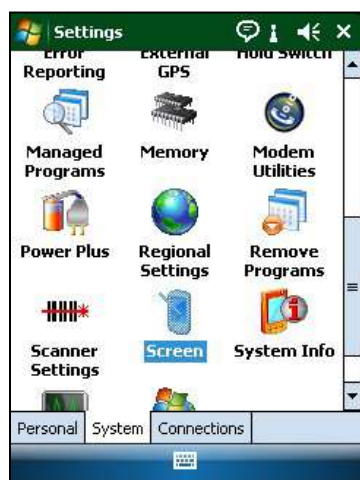 Settings
Error External Hold Switch
Reporting GPS
Managed Memory Modem
Programs Utilities
Power Plus Regional Remove
Settings Programs
Scanner Screen System Info
Settings
Personal System Connections